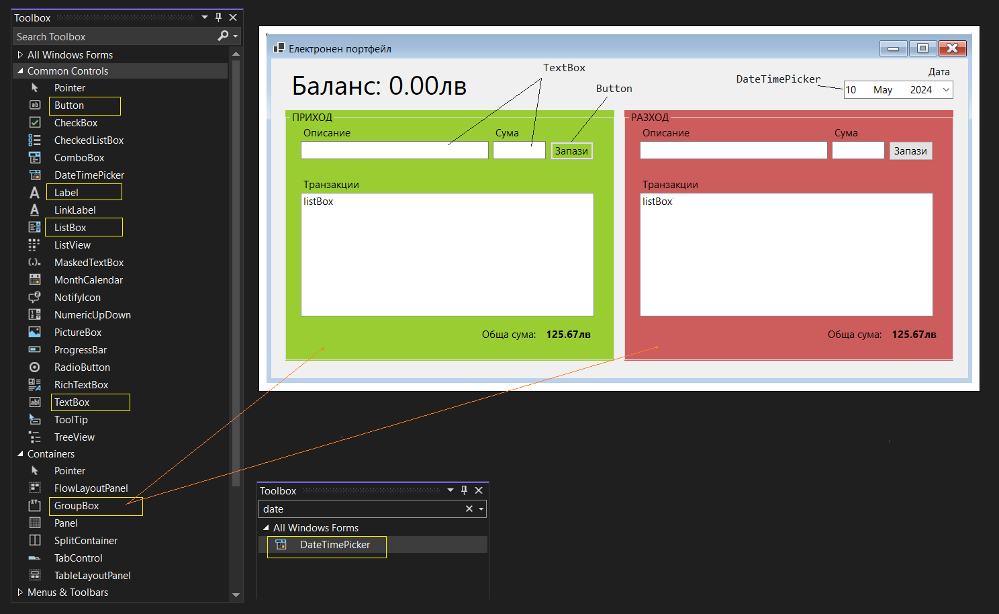 Toolbox
Search Toolbox
All Windows Forms
Common Controls
Pointer
Button
CheckBox
CheckedListBox
ComboBox
DateTimePicker
Label
LinkLabel
ListBox
ListView
MaskedTextBox
MonthCalendar
NotifyIcon
NumericUpDown
PictureBox
ProgressBar
RadioButton
RichTextBox
TextBox
ToolTip
TreeView
Containers
Pointer
FlowLayoutPanel
GroupBox
Panel
SplitContainer
TabControl
TableLayoutPanel
Menus & Toolbars
Електронен портфейл
Баланс: 0.00лв
TextBox
Button
DateTimePicker
Дата
10 May 2024
ПРИХОД
Описание Сума
Запази
Транзакции
listBox
Обща сума: 125.67лв
РАЗХОД
Описание Сума
Запази
Транзакции
listBox
Обща сума: 125.67лв
Toolbox
date
All Windows Forms
DateTimePicker